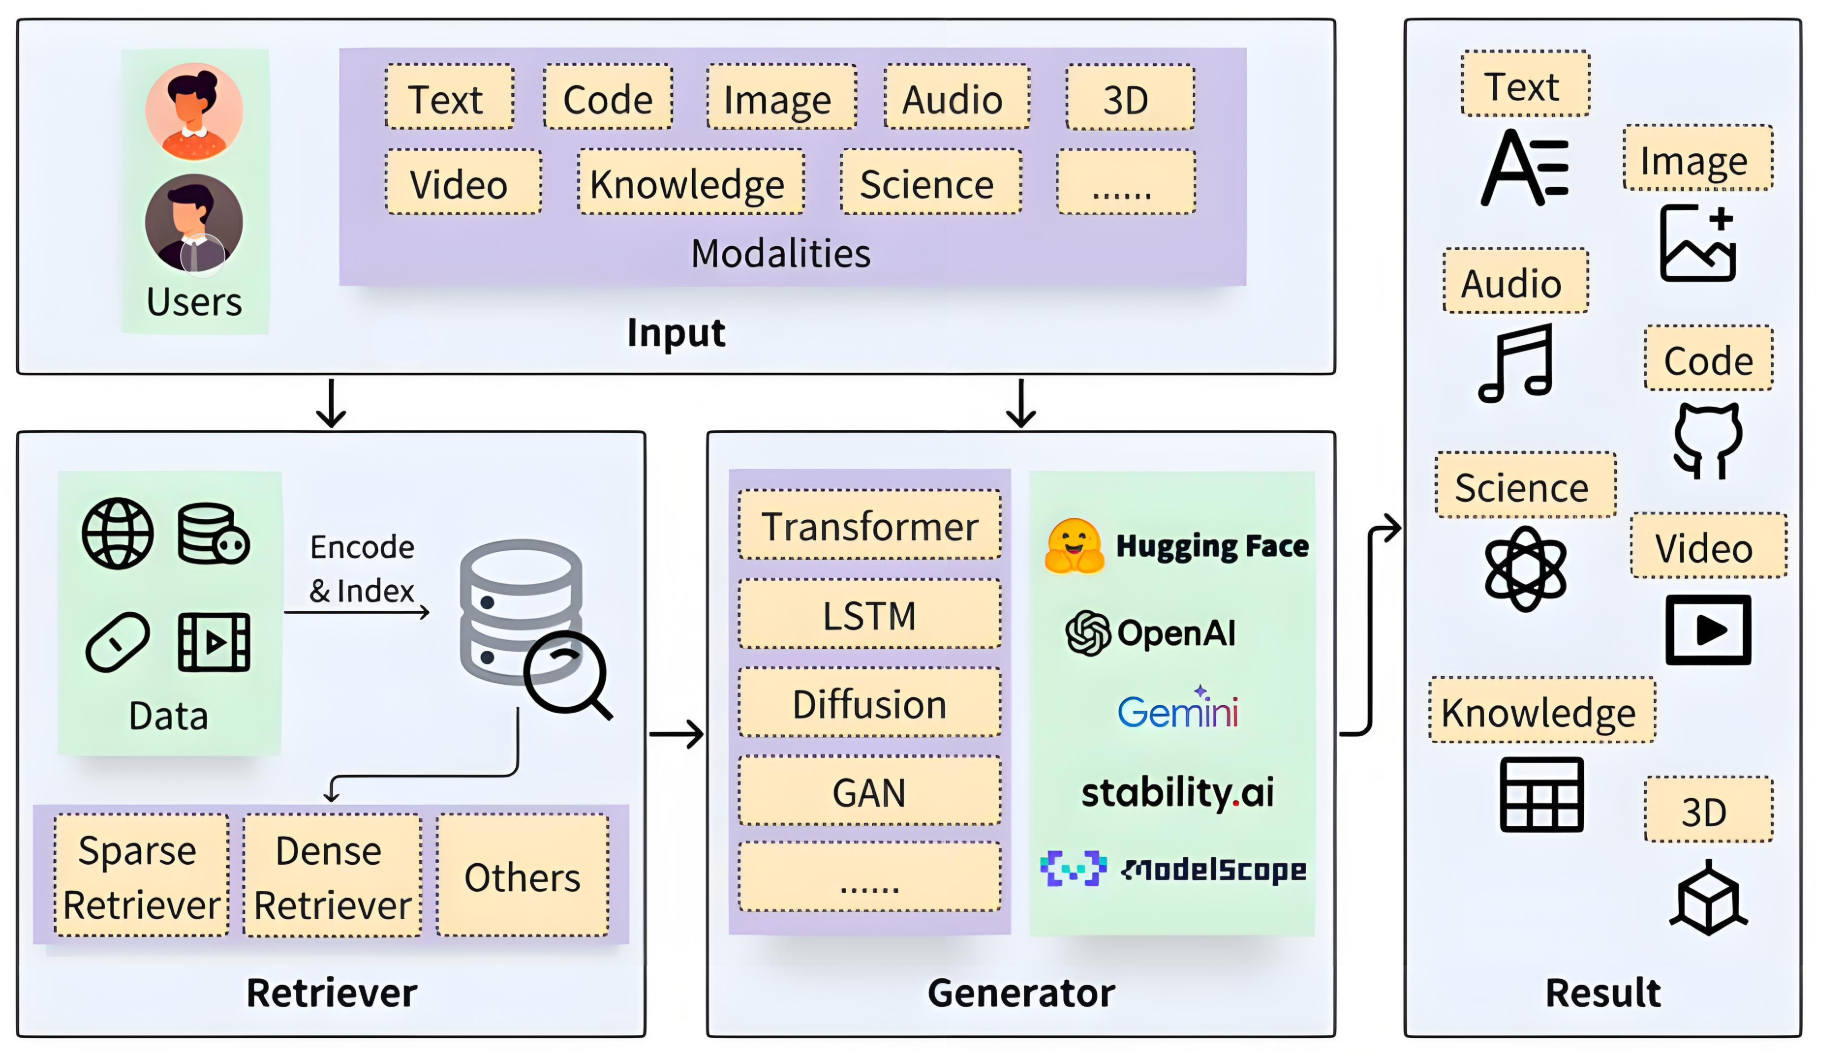 Text
Code
Image
Audio
3D
Video
Knowledge
Science
......
Modalities
Users
Input
Encode
& Index
Data
Sparse
Retriever
Dense
Retriever
Others
Retriever
Transformer
LSTM
Diffusion
GAN
......
Hugging Face
OpenAI
Gemini
stability.ai
ModelScope
Generator
Text
Image
Audio
Code
Science
Video
Knowledge
3D
Result